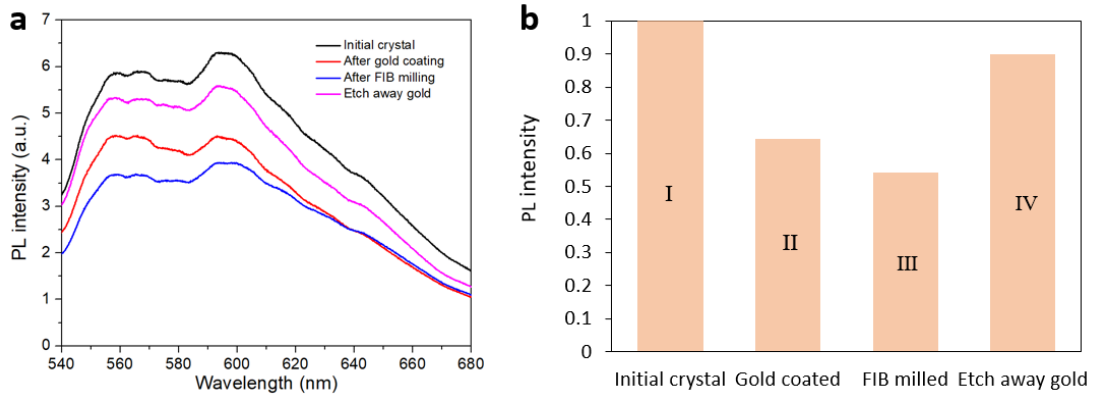 a
PL intensity (a.u.)
7
6
5
4
3
2
1
0
540 560 580 600 620 640 660 680
Wavelength (nm)
Initial crystal
After gold coating
After FIB milling
Etch away gold
b
PL intensity
1
0.9
0.8
0.7
0.6
0.5
0.4
0.3
0.2
0.1
0
I
II
III
IV
Initial crystal Gold coated FIB milled Etch away gold